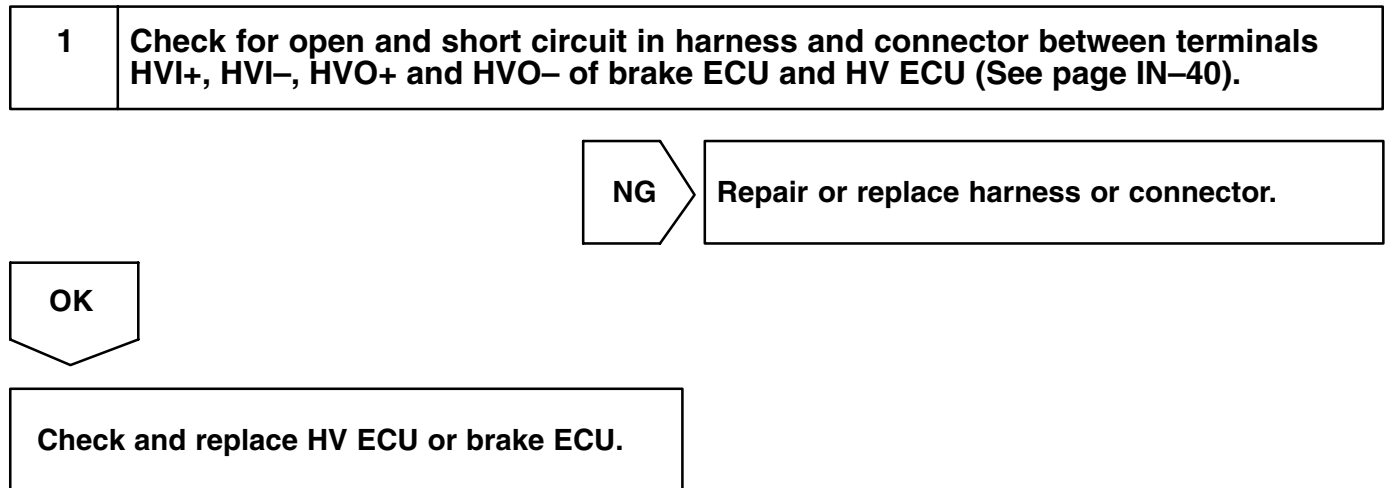 1
Check for open and short circuit in harness and connector between terminals
HVI+, HVI–, HVO+ and HVO– of brake ECU and HV ECU (See page IN–40).
NG
Repair or replace harness or connector.
OK
Check and replace HV ECU or brake ECU.